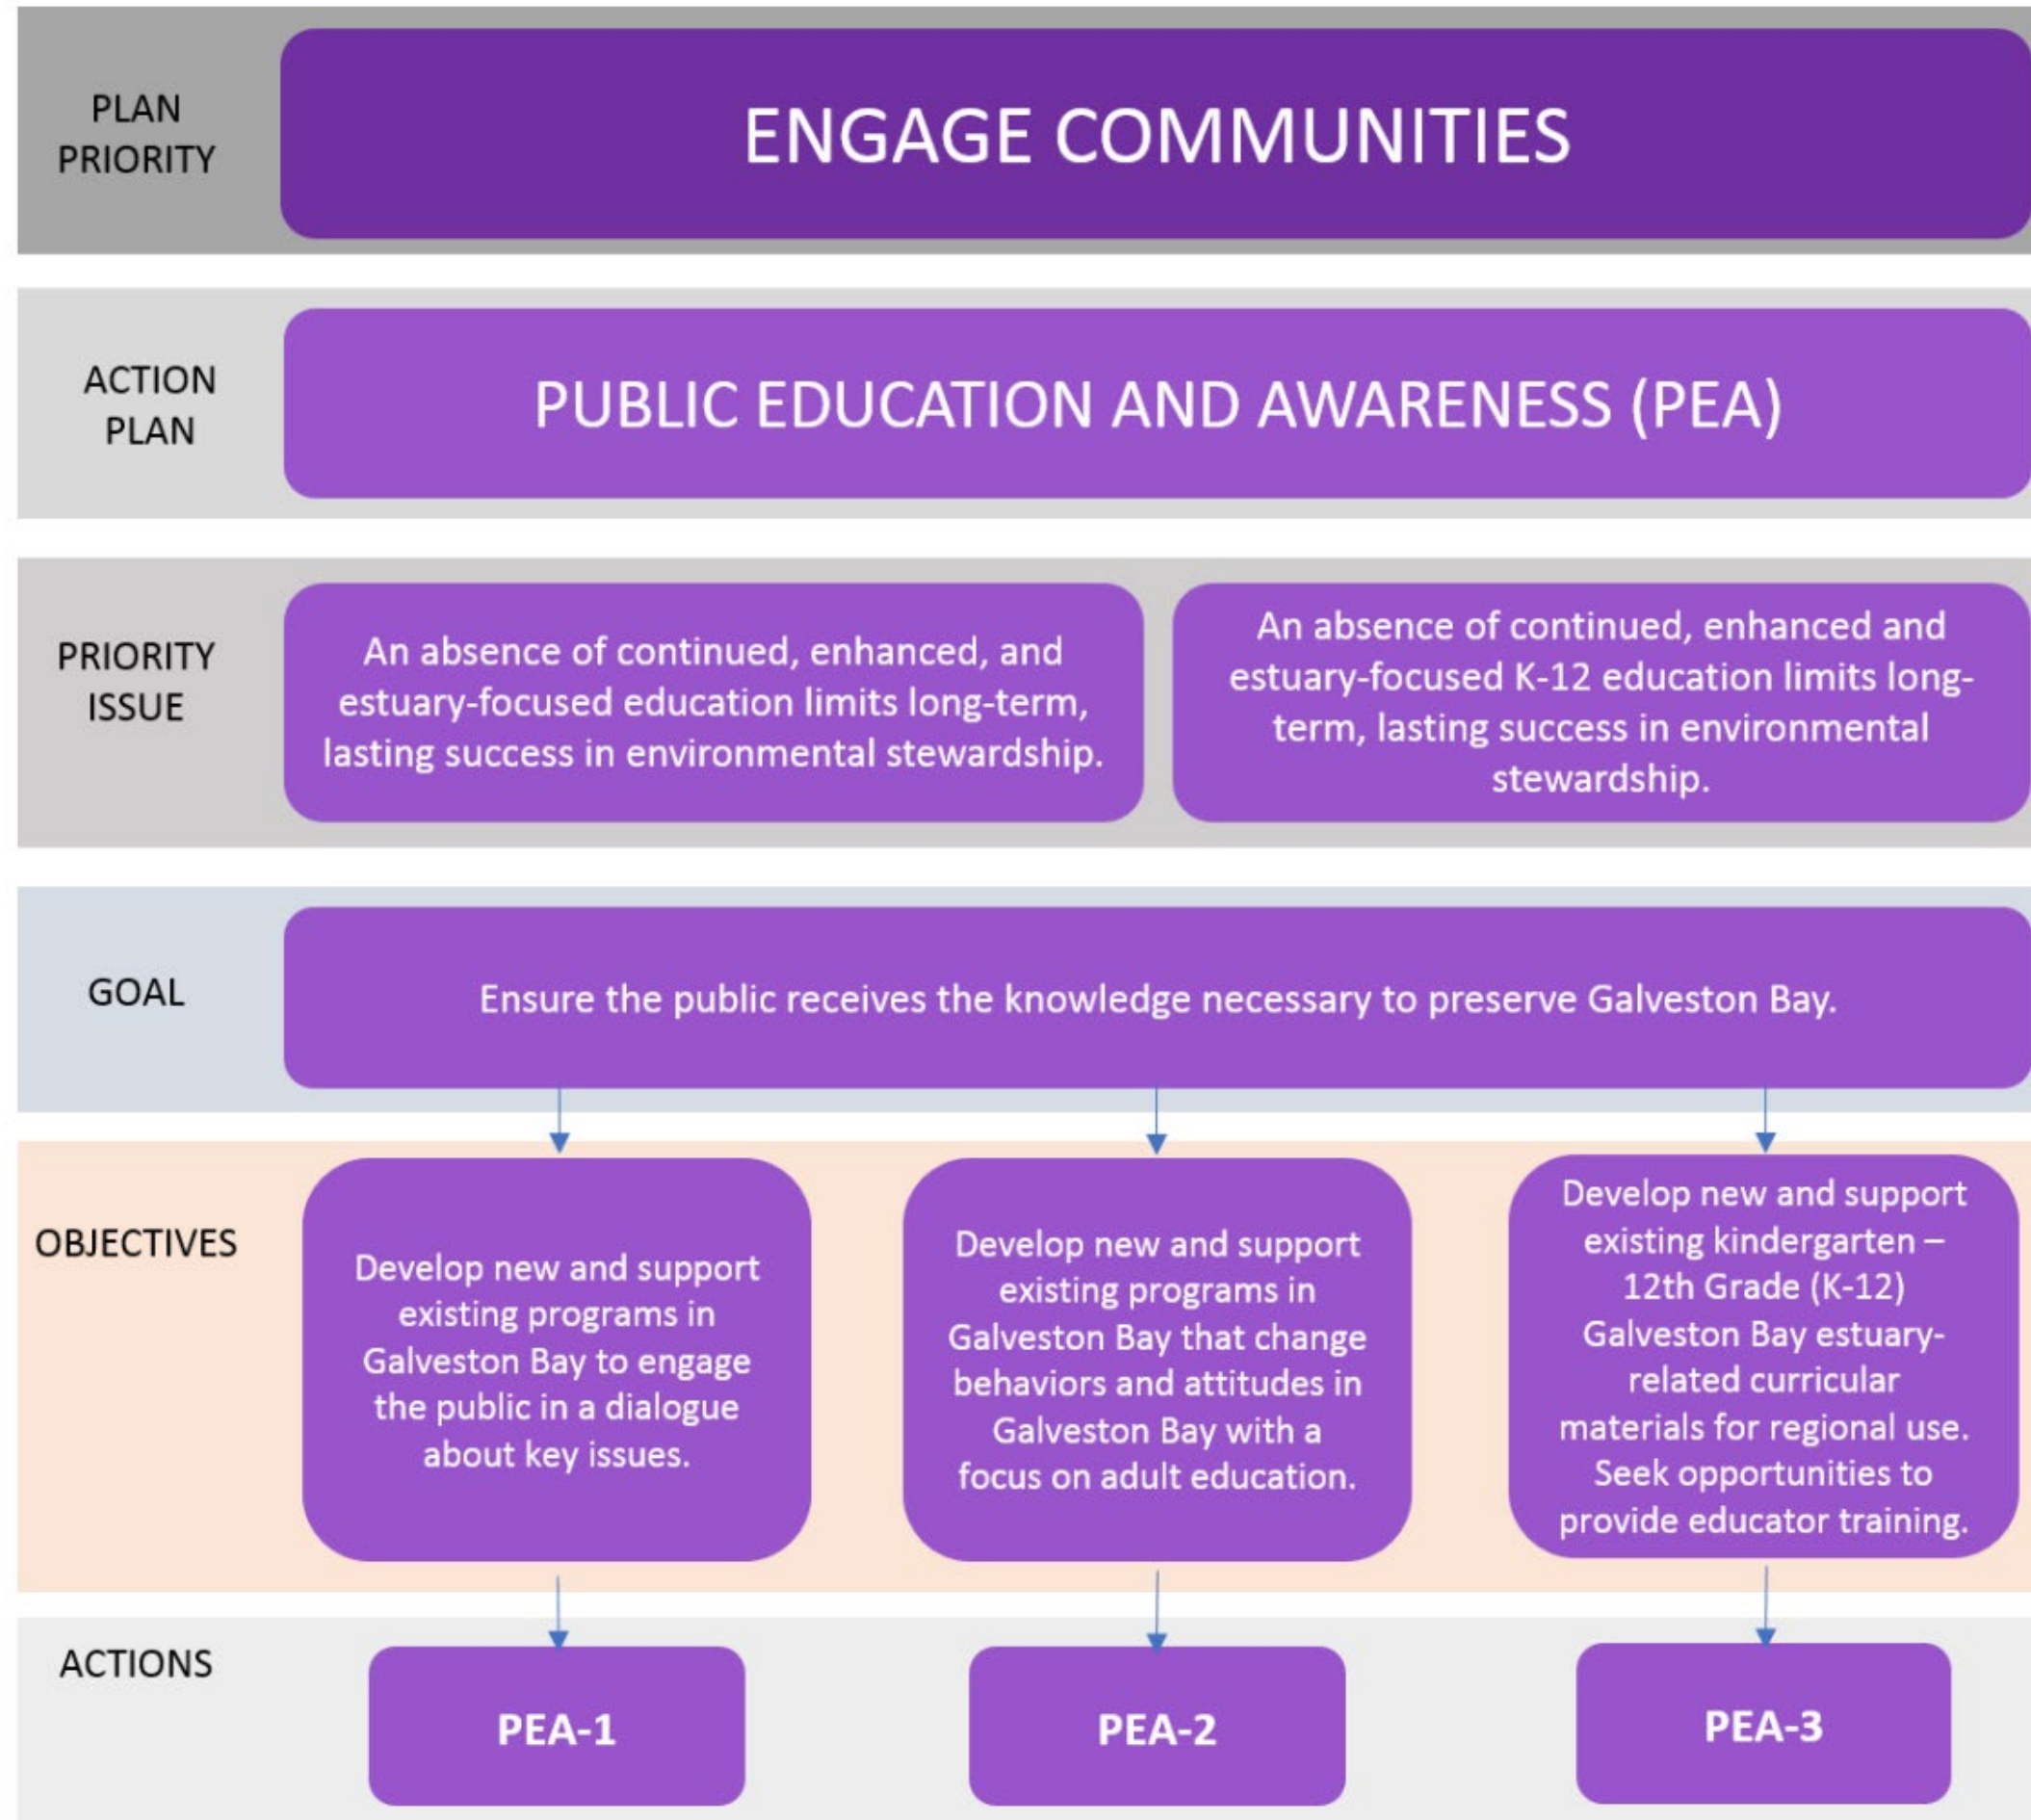 PLAN
PRIORITY
ENGAGE COMMUNITIES
ACTION
PLAN
PUBLIC EDUCATION AND AWARENESS (PEA)
PRIORITY
ISSUE
An absence of continued, enhanced, and
estuary-focused education limits long-term,
lasting success in environmental stewardship.
An absence of continued, enhanced and
estuary-focused K-12 education limits long-
term, lasting success in environmental
stewardship.
GOAL
Ensure the public receives the knowledge necessary to preserve Galveston Bay.
OBJECTIVES
Develop new and support
existing programs in
Galveston Bay to engage
the public in a dialogue
about key issues.
Develop new and support
existing programs in
Galveston Bay that change
behaviors and attitudes in
Galveston Bay with a
focus on adult education.
Develop new and support
existing kindergarten –
12th Grade (K-12)
Galveston Bay estuary-
related curricular
materials for regional use.
Seek opportunities to
provide educator training.
ACTIONS
PEA-1
PEA-2
PEA-3